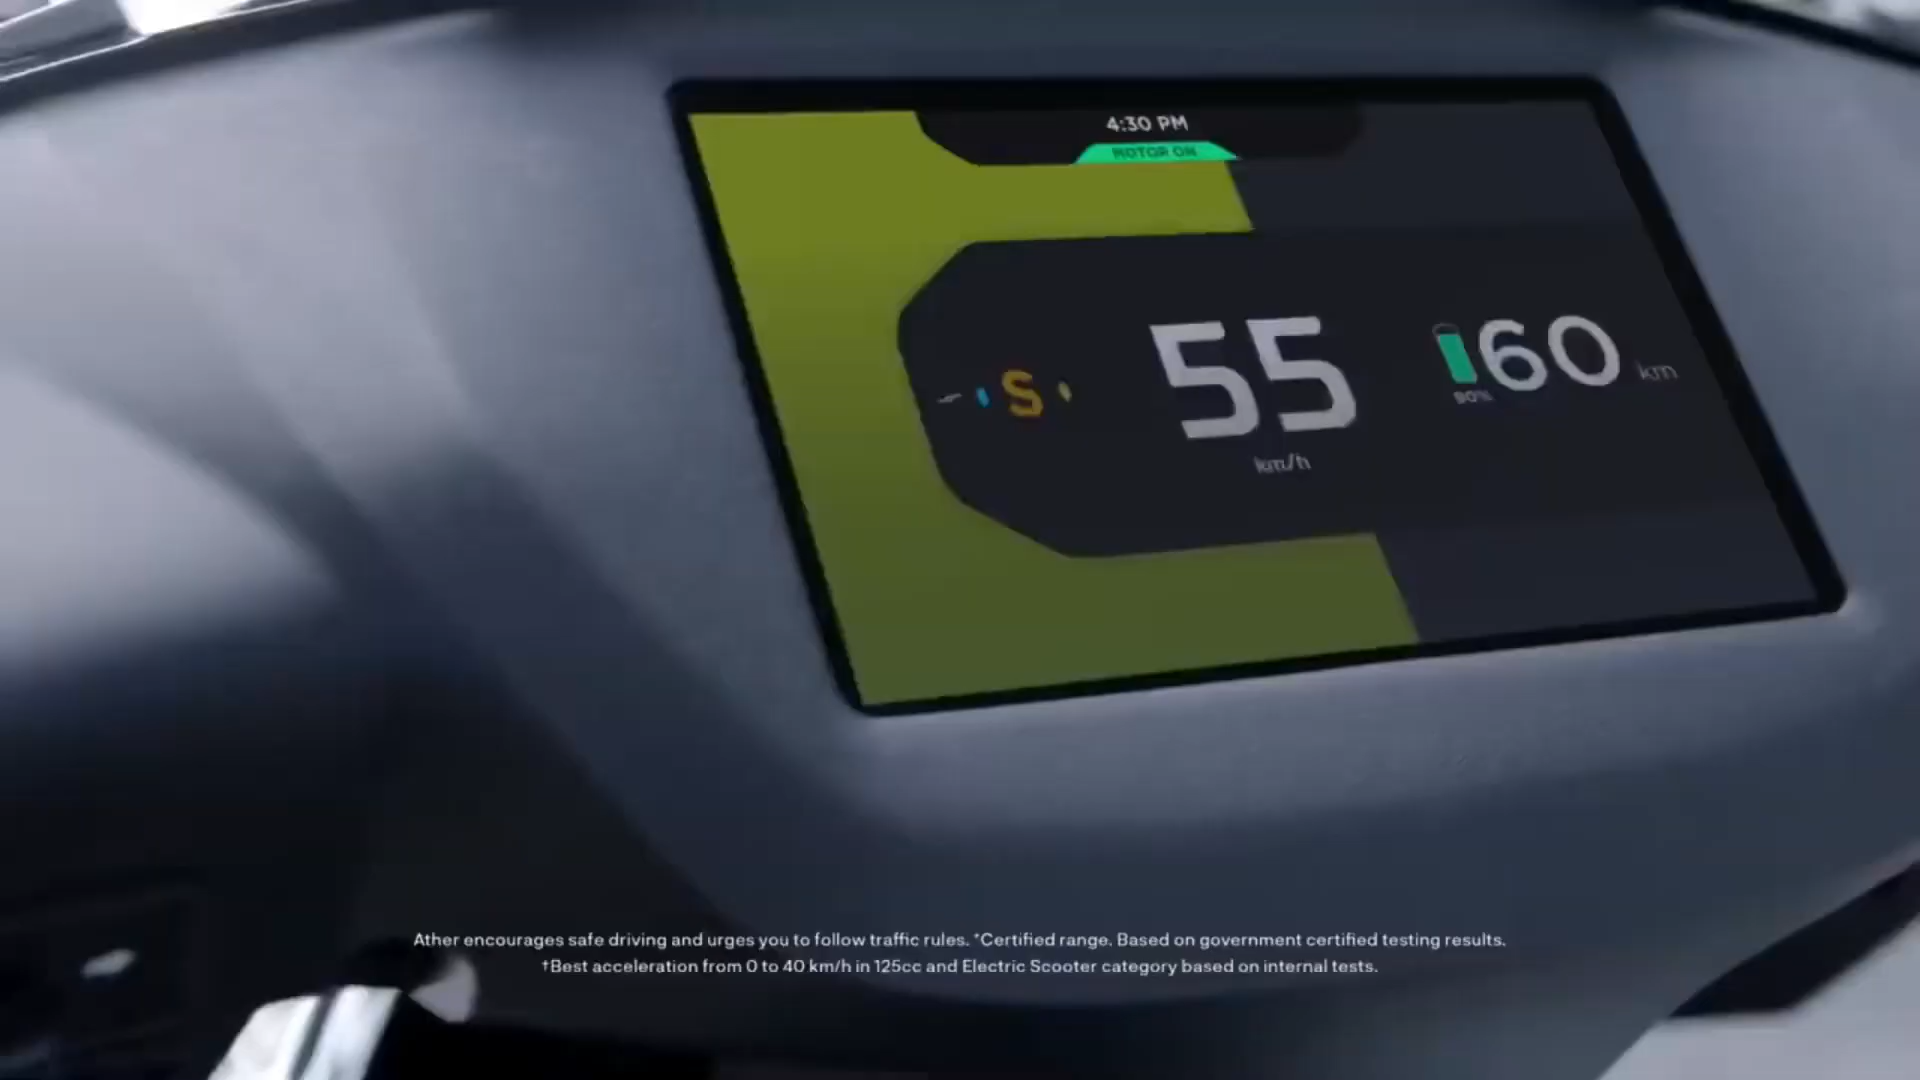 4:30 PM
MOTOR ON
S
55
60 km
90%
km/h
Ather encourages safe driving and urges you to follow traffic rules. *Certified range. Based on government certified testing results.
†Best acceleration from 0 to 40 km/h in 125cc and Electric Scooter category based on internal tests.